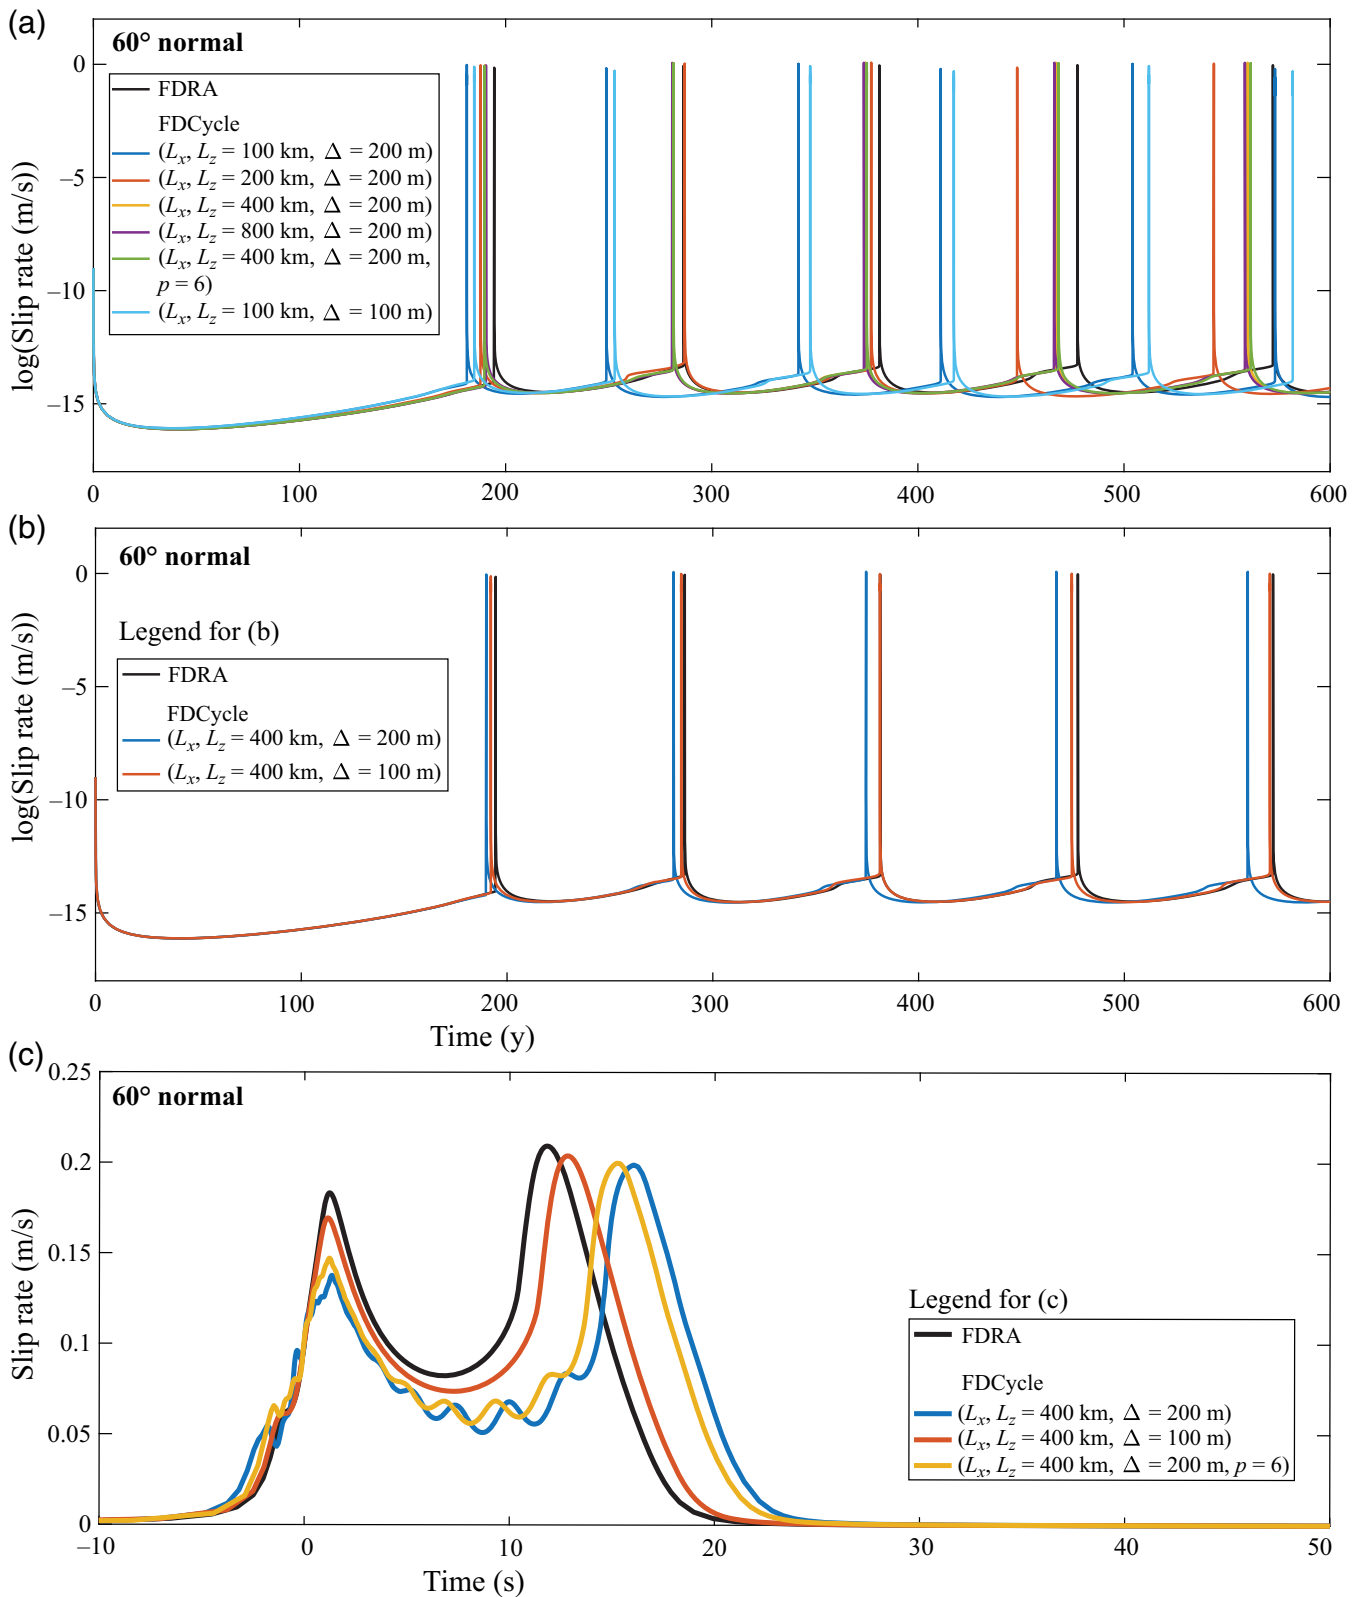 (a)
60° normal
FDRA
FDCycle
(Lx, Lz = 100 km, Δ = 200 m)
(Lx, Lz = 200 km, Δ = 200 m)
(Lx, Lz = 400 km, Δ = 200 m)
(Lx, Lz = 800 km, Δ = 200 m)
(Lx, Lz = 400 km, Δ = 200 m,
p = 6)
(Lx, Lz = 100 km, Δ = 100 m)
log(Slip rate (m/s))
0
–5
–10
–15
0 100 200 300 400 500 600
(b)
60° normal
Legend for (b)
FDRA
FDCycle
(Lx, Lz = 400 km, Δ = 200 m)
(Lx, Lz = 400 km, Δ = 100 m)
log(Slip rate (m/s))
0
–5
–10
–15
0 100 200 300 400 500 600
Time (y)
(c)
60° normal
Slip rate (m/s)
0.25
0.2
0.15
0.1
0.05
0
Legend for (c)
FDRA
FDCycle
(Lx, Lz = 400 km, Δ = 200 m)
(Lx, Lz = 400 km, Δ = 100 m)
(Lx, Lz = 400 km, Δ = 200 m, p = 6)
–10 0 10 20 30 40 50
Time (s)